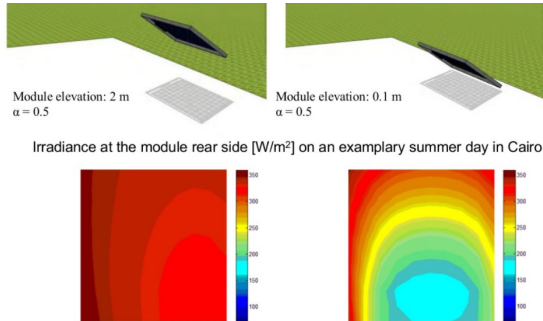 Module elevation: 2 m
α = 0.5
Module elevation: 0.1 m
α = 0.5
Irradiance at the module rear side [W/m²] on an examplary summer day in Cairo
350
300
250
200
150
100
350
300
250
200
150
100